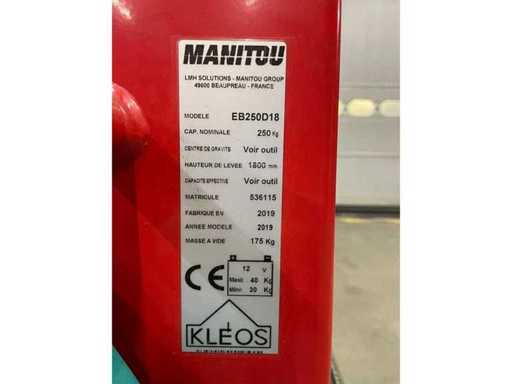 MANITOU
LMH SOLUTIONS - MANITOU GROUP
49600 BEAUPREAU - FRANCE
MODELE EB250D18
CAP. NOMINALE 250 Kg
CENTRE DE GRAVITE Voir outil
HAUTEUR DE LEVEE 1800 mm
CAPACITE EFFECTIVE Voir outil
MATRICULE 536115
FABRIQUE EN 2019
ANNEE MODELE 2019
MASSE A VIDE 175 Kg
CE
12 V
Maxi 40 Kg
Mini 20 Kg
KLEOS